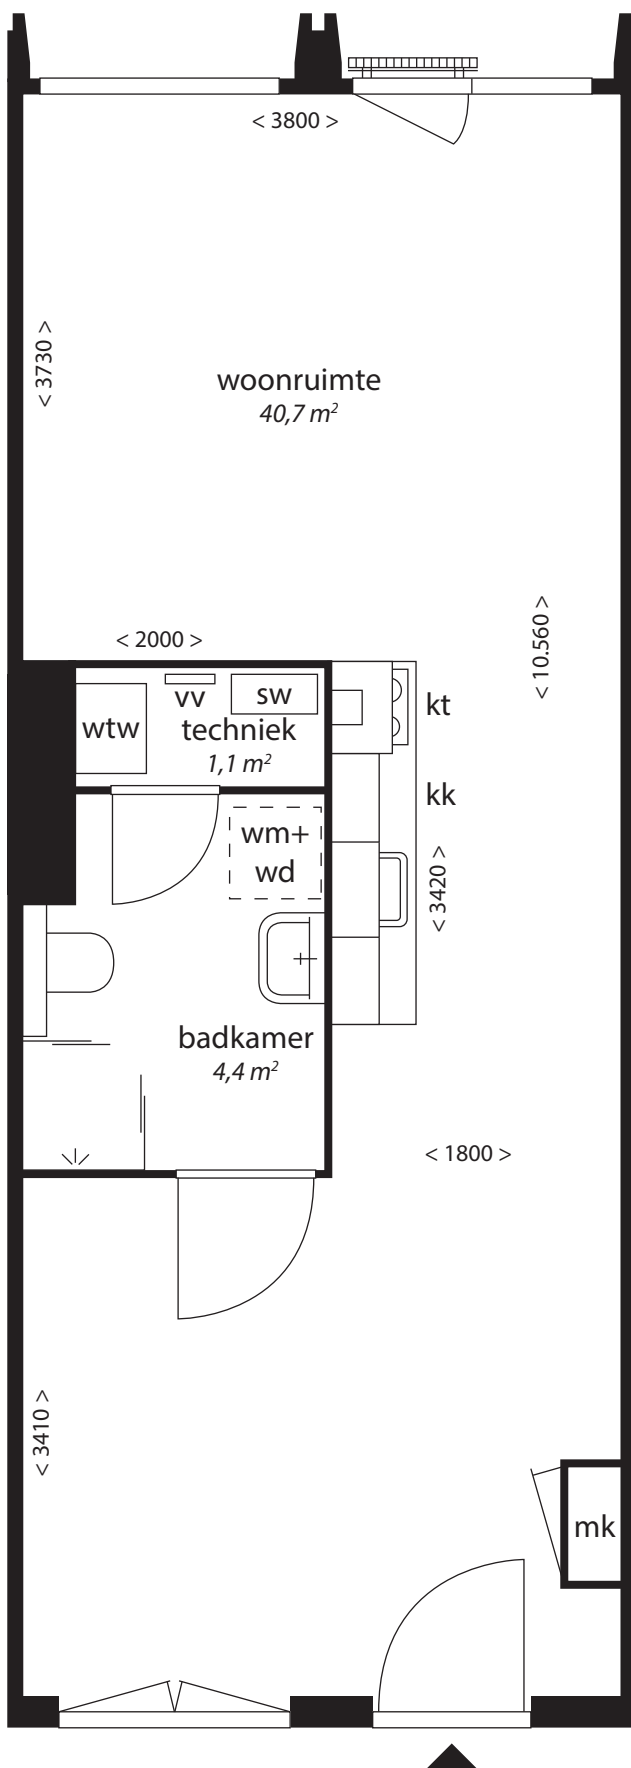 < 3800 >
< 3730 >
woonruimte
40,7 m²
< 10.560 >
< 2000 >
vv
sw
wtw
techniek
1,1 m²
kt
kk
wm+
wd
< 3420 >
badkamer
4,4 m²
< 1800 >
< 3410 >
mk